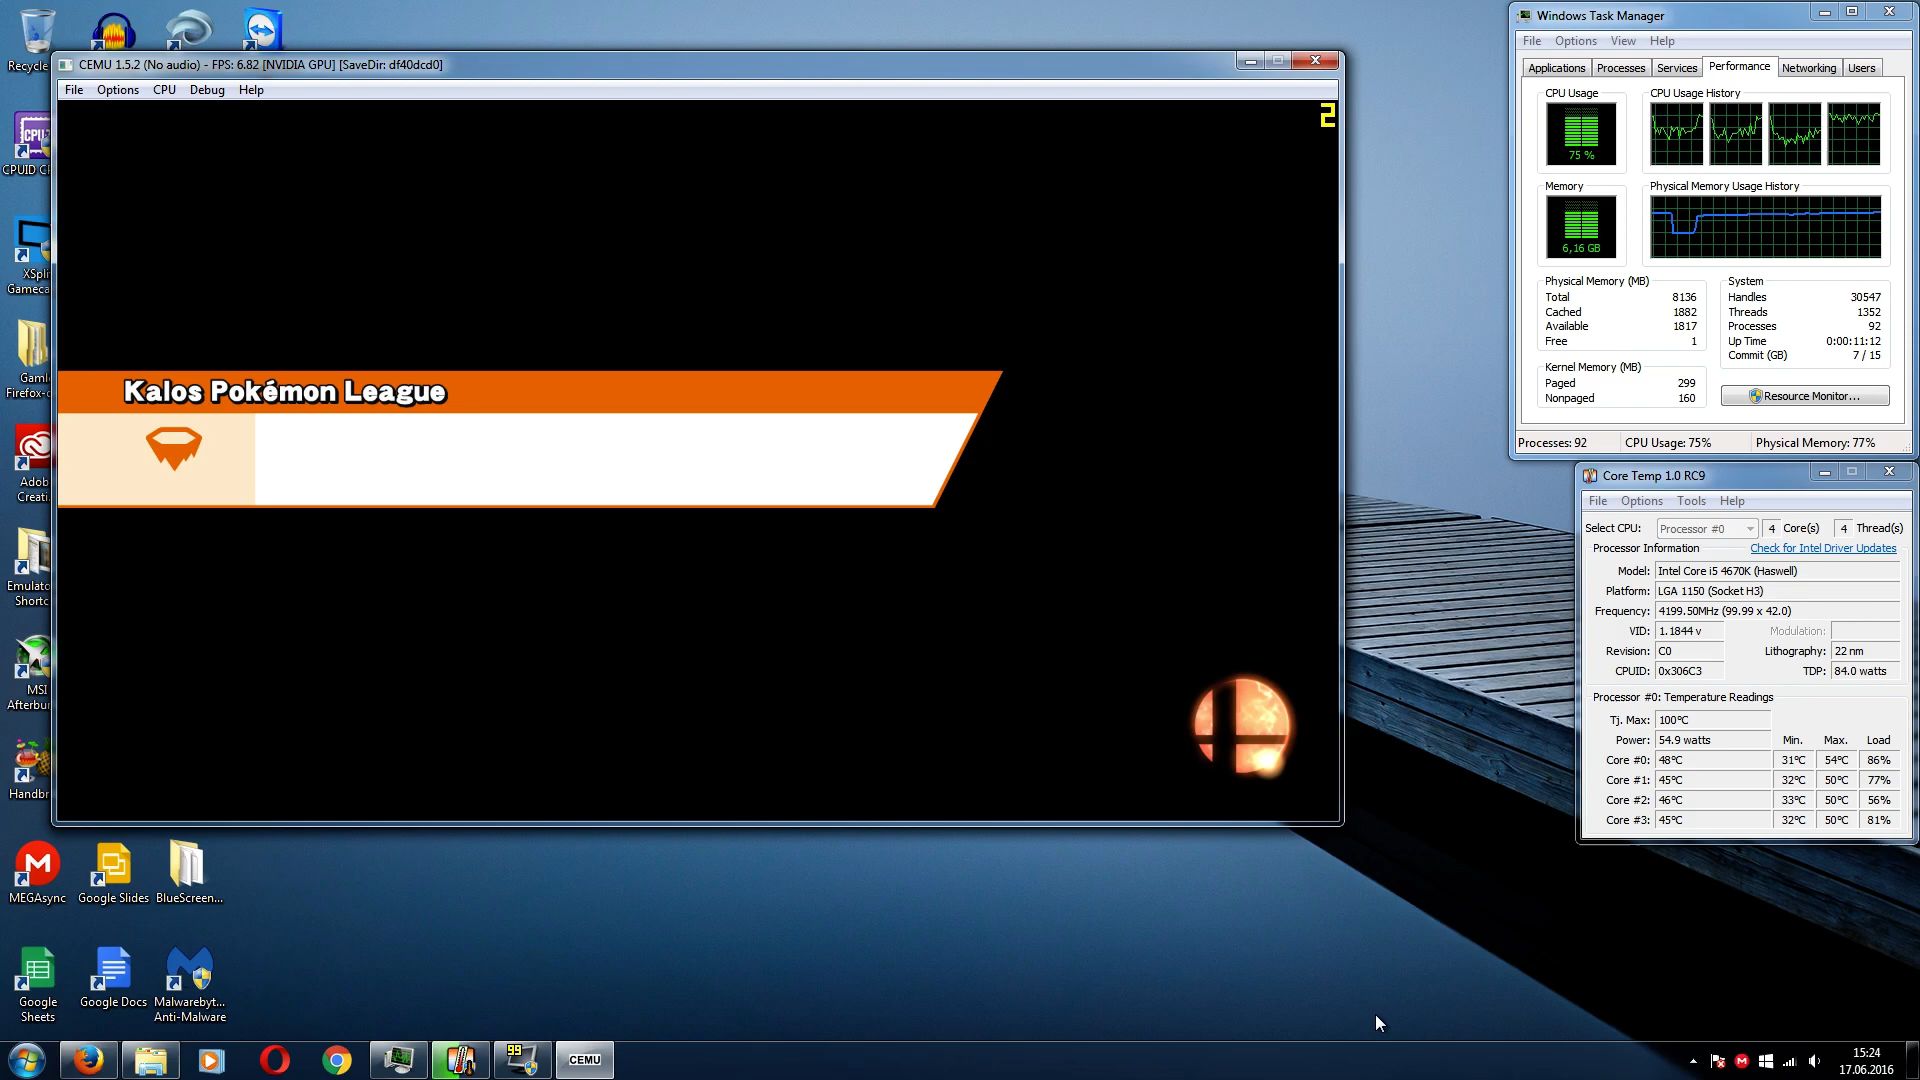 Recycle
CPUID C
XSpli
Gameca
Gaml
Firefox-c
Adob
Creati.
Emulato
Short
MSI
Afterbur
Handbr
MEGAsync
Google Slides
BlueScreen...
Google
Sheets
Google Docs
Malwarebyt...
Anti-Malware
CEMU 1.5.2 (No audio) - FPS: 6.82 [NVIDIA GPU] [SaveDir: df40dcd0]
File Options CPU Debug Help
2
Kalos Pokémon League
Windows Task Manager
File Options View Help
Applications Processes Services Performance Networking Users
CPU Usage
CPU Usage History
75 %
Memory
Physical Memory Usage History
6,16 GB
Physical Memory (MB)
Total 8136
Cached 1882
Available 1817
Free 1
System
Handles 30547
Threads 1352
Processes 92
Up Time 0:00:11:12
Commit (GB) 7 / 15
Kernel Memory (MB)
Paged 299
Nonpaged 160
Resource Monitor...
Processes: 92 CPU Usage: 75% Physical Memory: 77%
Core Temp 1.0 RC9
File Options Tools Help
Select CPU: Processor #0 4 Core(s) 4 Thread(s)
Processor Information Check for Intel Driver Updates
Model: Intel Core i5 4670K (Haswell)
Platform: LGA 1150 (Socket H3)
Frequency: 4199.50MHz (99.99 x 42.0)
VID: 1.1844 v Modulation:
Revision: C0 Lithography: 22 nm
CPUID: 0x306C3 TDP: 84.0 watts
Processor #0: Temperature Readings
Tj. Max: 100°C
Power: 54.9 watts Min. Max. Load
Core #0: 48°C 31°C 54°C 86%
Core #1: 45°C 32°C 50°C 77%
Core #2: 46°C 33°C 50°C 56%
Core #3: 45°C 32°C 50°C 81%
99
CEMU
15:24
17.06.2016